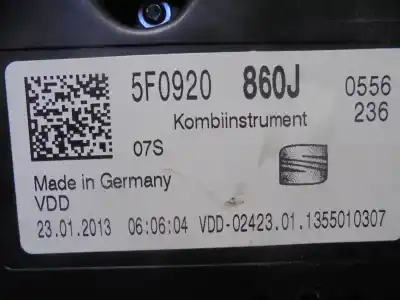 5F0920 860J 0556
Kombiinstrument 236
07S
Made in Germany
VDD
23.01.2013 06:06:04 VDD-02423.01.1355010307